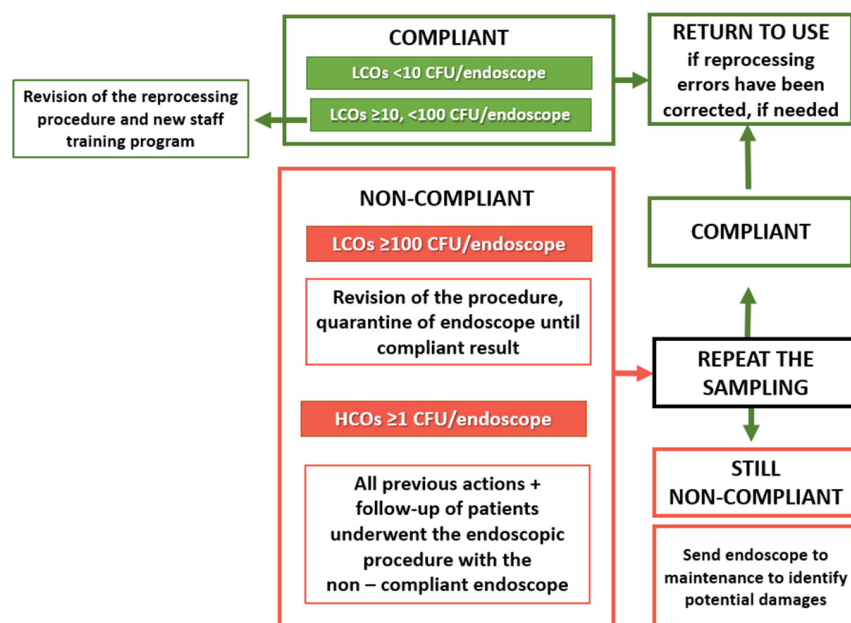 COMPLIANT
LCOs <10 CFU/endoscope
LCOs ≥10, <100 CFU/endoscope
Revision of the reprocessing
procedure and new staff
training program
RETURN TO USE
if reprocessing
errors have been
corrected, if needed
NON-COMPLIANT
LCOs ≥100 CFU/endoscope
Revision of the procedure,
quarantine of endoscope until
compliant result
HCOs ≥1 CFU/endoscope
All previous actions +
follow-up of patients
underwent the endoscopic
procedure with the
non – compliant endoscope
COMPLIANT
REPEAT THE
SAMPLING
STILL
NON-COMPLIANT
Send endoscope to
maintenance to identify
potential damages